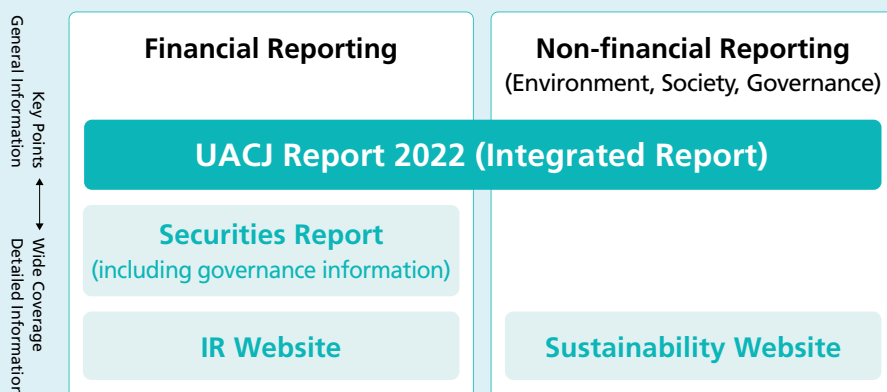 General Information
Key Points
Wide Coverage
Detailed Information
Financial Reporting
Non-financial Reporting
(Environment, Society, Governance)
UACJ Report 2022 (Integrated Report)
Securities Report
(including governance information)
IR Website
Sustainability Website